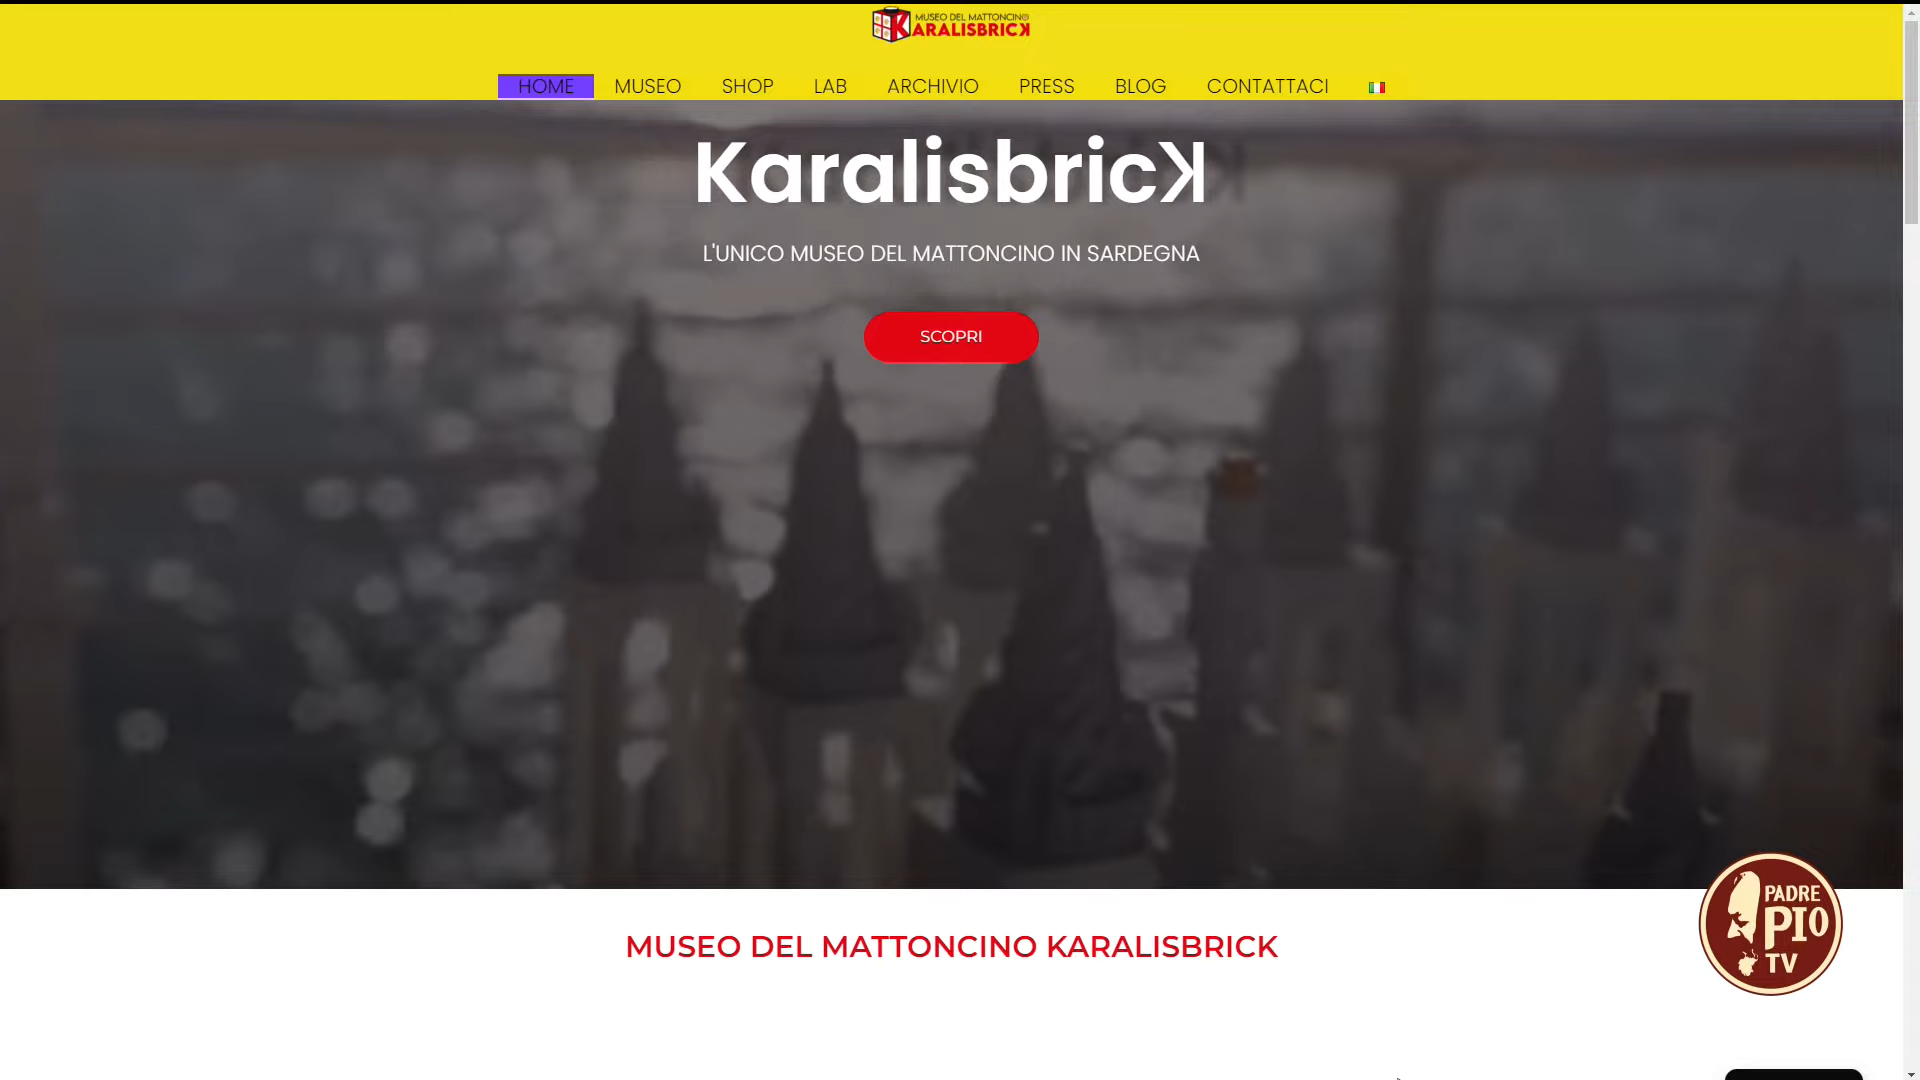 MUSEO DEL MATTONCINO
KARALISBRICK
HOME MUSEO SHOP LAB ARCHIVIO PRESS BLOG CONTATTACI
Karalisbrick
L'UNICO MUSEO DEL MATTONCINO IN SARDEGNA
SCOPRI
MUSEO DEL MATTONCINO KARALISBRICK
PADRE
PIO
TV